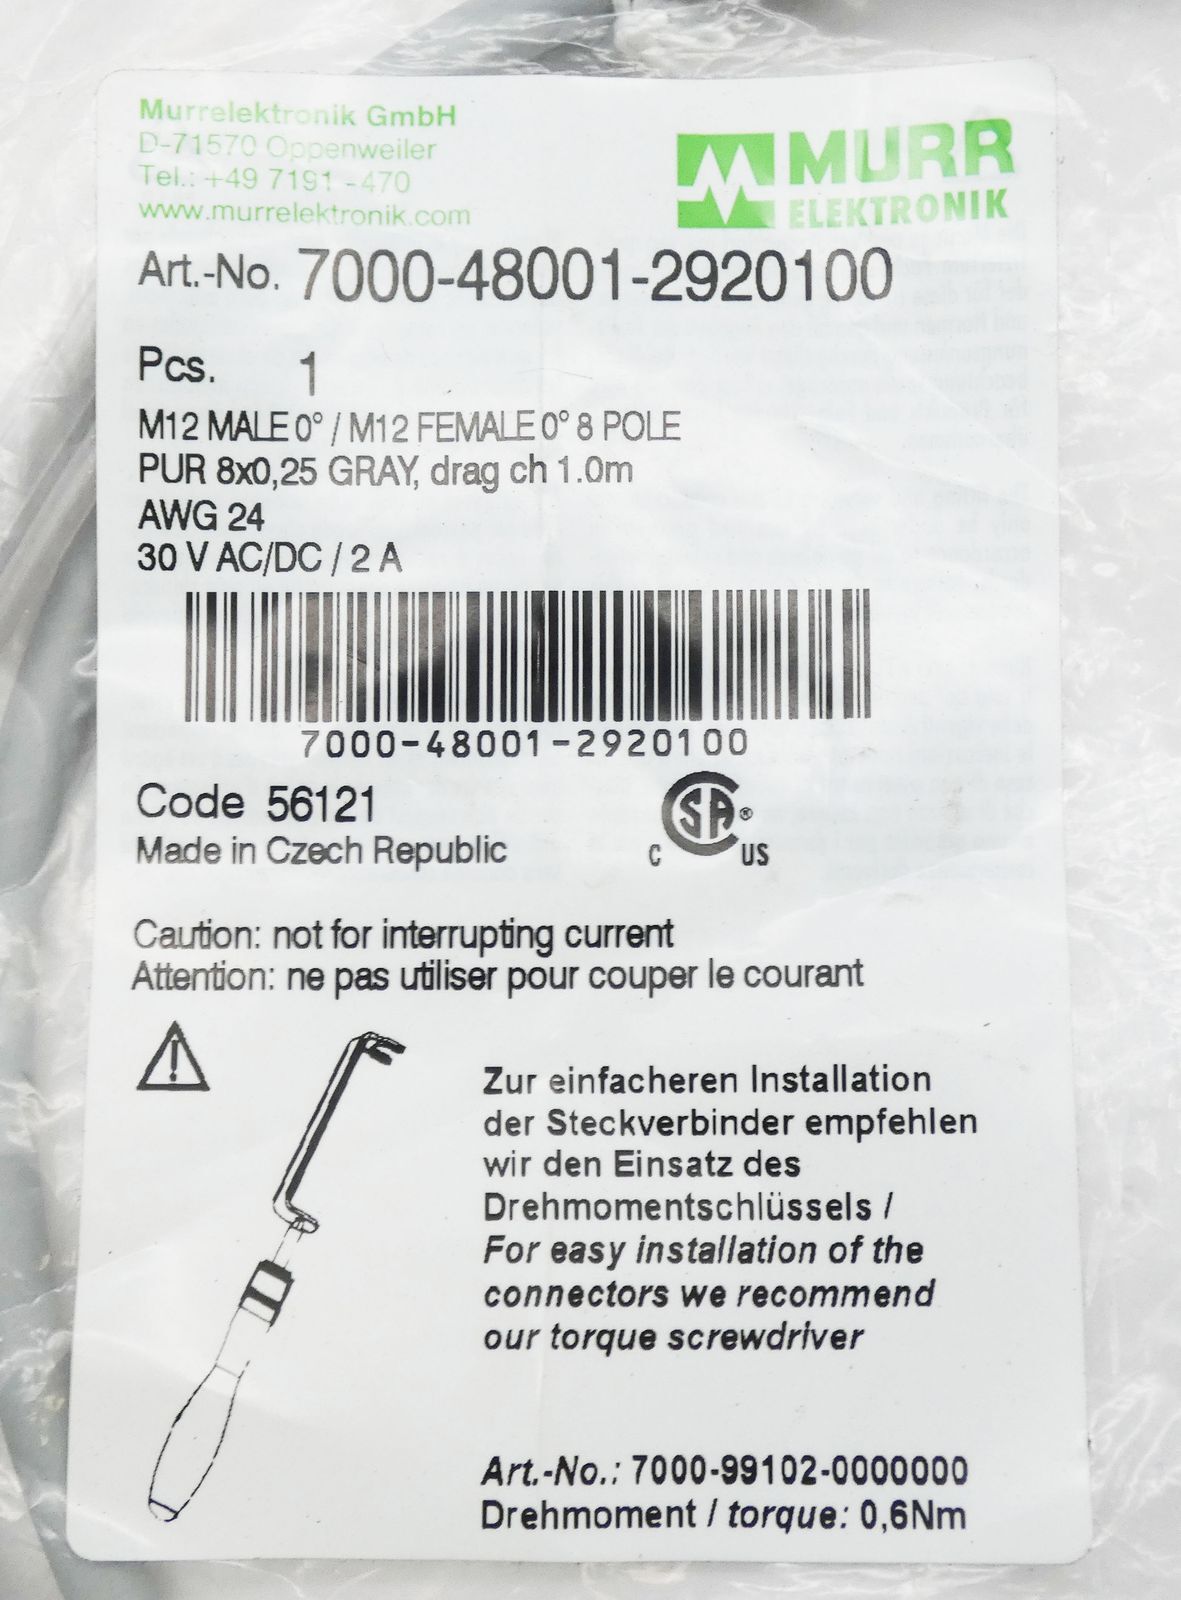 Murrelektronik GmbH
D-71570 Oppenweiler
Tel.: +49 7191 -470
www.murrelektronik.com
MURR
ELEKTRONIK
Art.-No. 7000-48001-2920100
Pcs. 1
M12 MALE 0° / M12 FEMALE 0° 8 POLE
PUR 8x0,25 GRAY, drag ch 1.0m
AWG 24
30 V AC/DC / 2 A
7000-48001-2920100
Code 56121
Made in Czech Republic
C SA ® C US
Caution: not for interrupting current
Attention: ne pas utiliser pour couper le courant
Zur einfacheren Installation
der Steckverbinder empfehlen
wir den Einsatz des
Drehmomentschlüssels /
For easy installation of the
connectors we recommend
our torque screwdriver
Art.-No.: 7000-99102-0000000
Drehmoment / torque: 0,6Nm